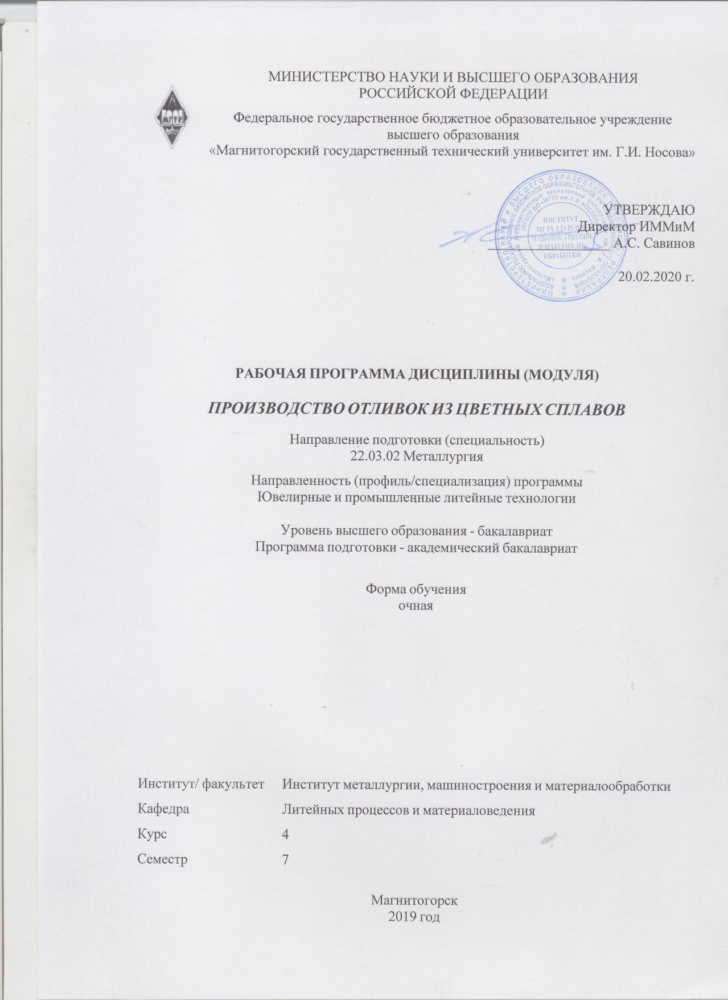 МИНИСТЕРСТВО НАУКИ И ВЫСШЕГО ОБРАЗОВАНИЯ
РОССИЙСКОЙ ФЕДЕРАЦИИ
МГТУ
Федеральное государственное бюджетное образовательное учреждение
высшего образования
«Магнитогорский государственный технический университет им. Г.И. Носова»
УТВЕРЖДАЮ
Директор ИММиМ
А.С. Савинов
20.02.2020 г.
ИНСТИТУТ
МЕТАЛЛУРГИИ
МАШИНОСТРОЕНИЯ
И МАТЕРИАЛО
ОБРАБОТКИ
РАБОЧАЯ ПРОГРАММА ДИСЦИПЛИНЫ (МОДУЛЯ)
ПРОИЗВОДСТВО ОТЛИВОК ИЗ ЦВЕТНЫХ СПЛАВОВ
Направление подготовки (специальность)
22.03.02 Металлургия
Направленность (профиль/специализация) программы
Ювелирные и промышленные литейные технологии
Уровень высшего образования - бакалавриат
Программа подготовки - академический бакалавриат
Форма обучения
очная
Институт/ факультет Институт металлургии, машиностроения и материалообработки
Кафедра Литейных процессов и материаловедения
Курс 4
Семестр 7
Магнитогорск
2019 год